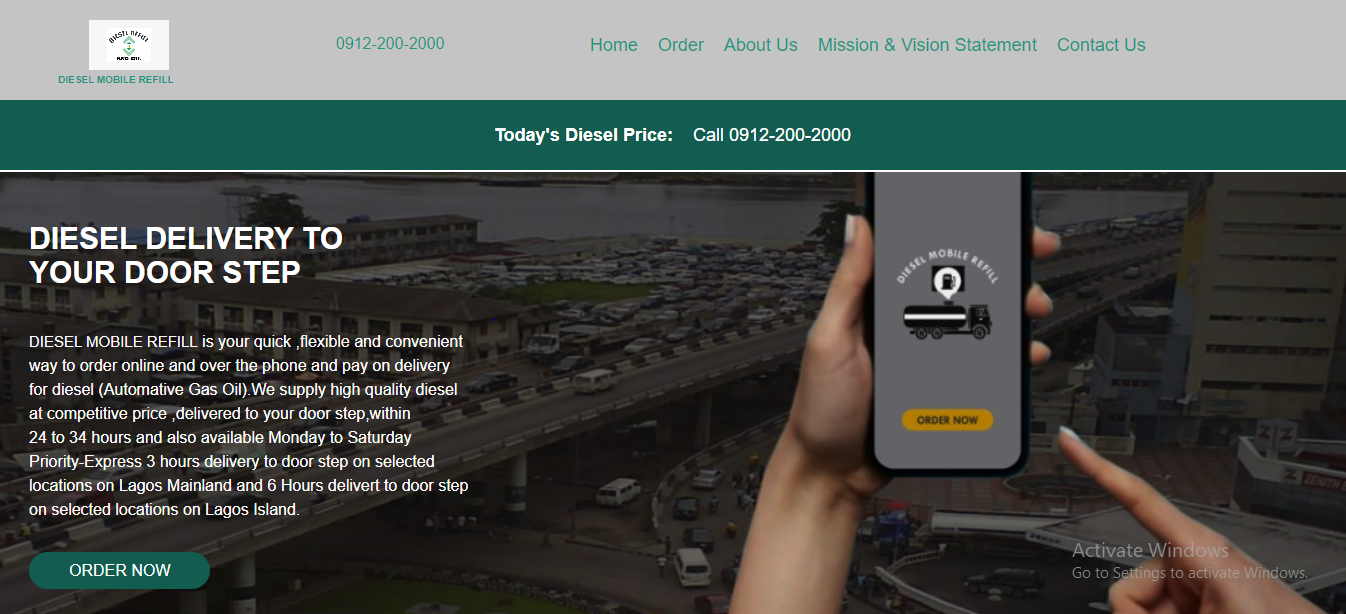 DIESEL REFILL
DIESEL MOBILE REFILL
0912-200-2000
Home Order About Us Mission & Vision Statement Contact Us
Today's Diesel Price: Call 0912-200-2000
DIESEL DELIVERY TO
YOUR DOOR STEP
DIESEL MOBILE REFILL is your quick ,flexible and convenient
way to order online and over the phone and pay on delivery
for diesel (Automative Gas Oil).We supply high quality diesel
at competitive price ,delivered to your door step,within
24 to 34 hours and also available Monday to Saturday
Priority-Express 3 hours delivery to door step on selected
locations on Lagos Mainland and 6 Hours delivert to door step
on selected locations on Lagos Island.
ORDER NOW
DIESEL MOBILE REFILL
ORDER NOW
ZENITH
Activate Windows
Go to Settings to activate Windows.